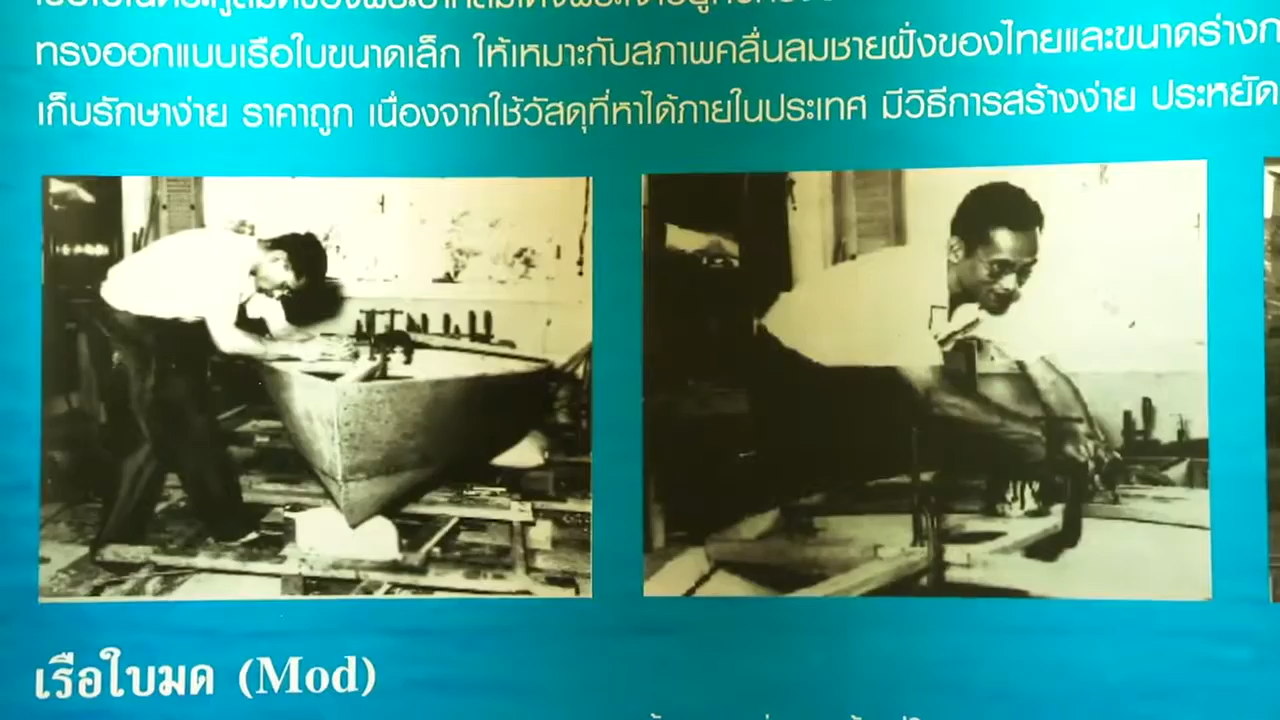 ทรงออกแบบเรือใบขนาดเล็ก ให้เหมาะกับสภาพคลื่นลมชายฝั่งของไทยและขนาดร่างก
เก็บรักษาง่าย ราคาถูก เนื่องจากใช้วัสดุที่หาได้ภายในประเทศ มีวิธีการสร้างง่าย ประหยัด
เรือใบมด (Mod)